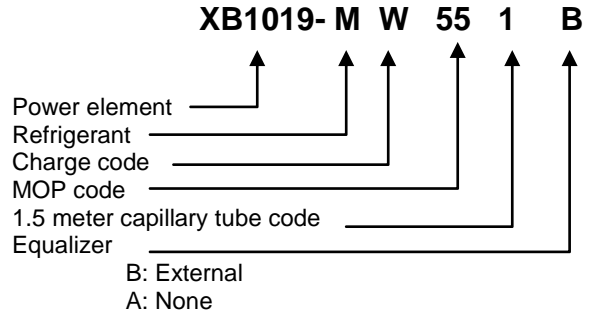 XB1019- M W 55 1 B
Power element
Refrigerant
Charge code
MOP code
1.5 meter capillary tube code
Equalizer
B: External
A: None